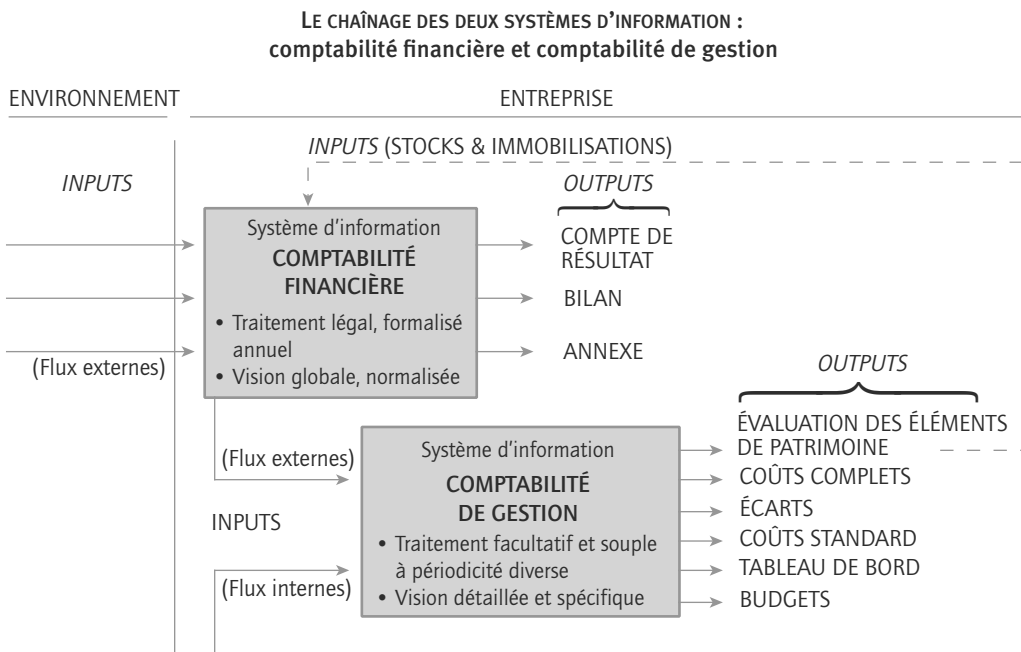 LE CHAÎNAGE DES DEUX SYSTÈMES D'INFORMATION :
comptabilité financière et comptabilité de gestion
ENVIRONNEMENT
ENTREPRISE
INPUTS (STOCKS & IMMOBILISATIONS)
INPUTS
OUTPUTS
Système d'information
COMPTABILITÉ
FINANCIÈRE
• Traitement légal, formalisé
annuel
• Vision globale, normalisée
COMPTE DE
RÉSULTAT
BILAN
ANNEXE
(Flux externes)
OUTPUTS
(Flux externes)
INPUTS
(Flux internes)
Système d'information
COMPTABILITÉ
DE GESTION
• Traitement facultatif et souple
à périodicité diverse
• Vision détaillée et spécifique
ÉVALUATION DES ÉLÉMENTS
DE PATRIMOINE
COÛTS COMPLETS
ÉCARTS
COÛTS STANDARD
TABLEAU DE BORD
BUDGETS